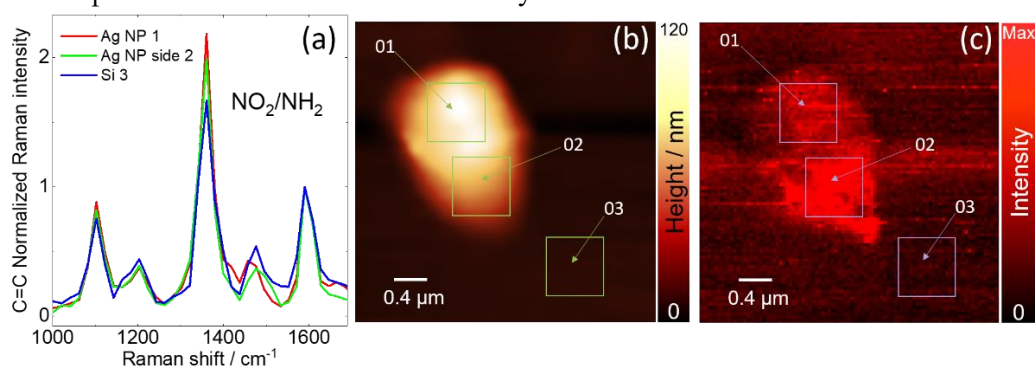 (a)
Ag NP 1
Ag NP side 2
Si 3
NO₂/NH₂
2
1
0
C=C Normalized Raman intensity
1000 1200 1400 1600
Raman shift / cm⁻¹
(b)
01
02
03
0.4 µm
120
Height / nm
0
(c)
01
02
03
0.4 µm
Max
Intensity
0